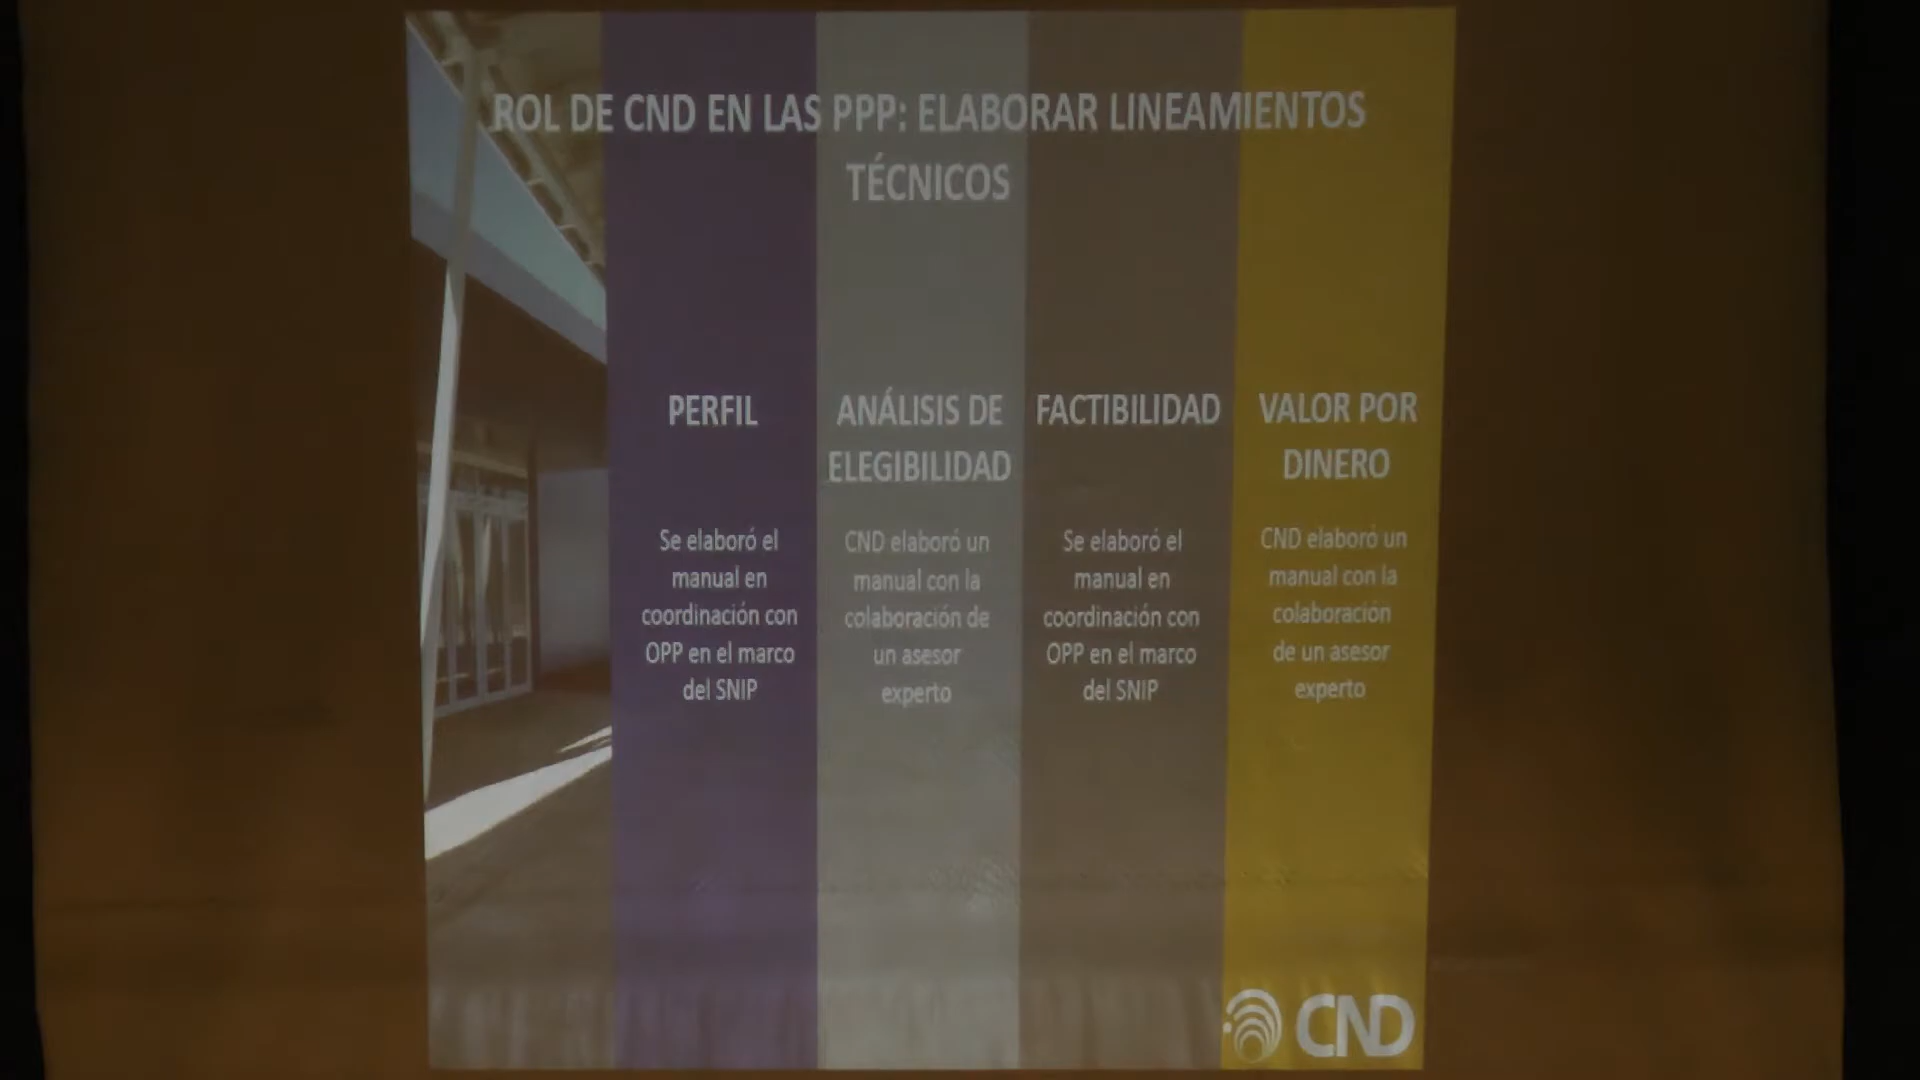 ROL DE CND EN LAS PPP: ELABORAR LINEAMIENTOS
TÉCNICOS
PERFIL
Se elaboró el
manual en
coordinación con
OPP en el marco
del SNIP
ANÁLISIS DE
ELEGIBILIDAD
CND elaboró un
manual con la
colaboración de
un asesor
experto
FACTIBILIDAD
Se elaboró el
manual en
coordinación con
OPP en el marco
del SNIP
VALOR POR
DINERO
CND elaboró un
manual con la
colaboración
de un asesor
experto
CND